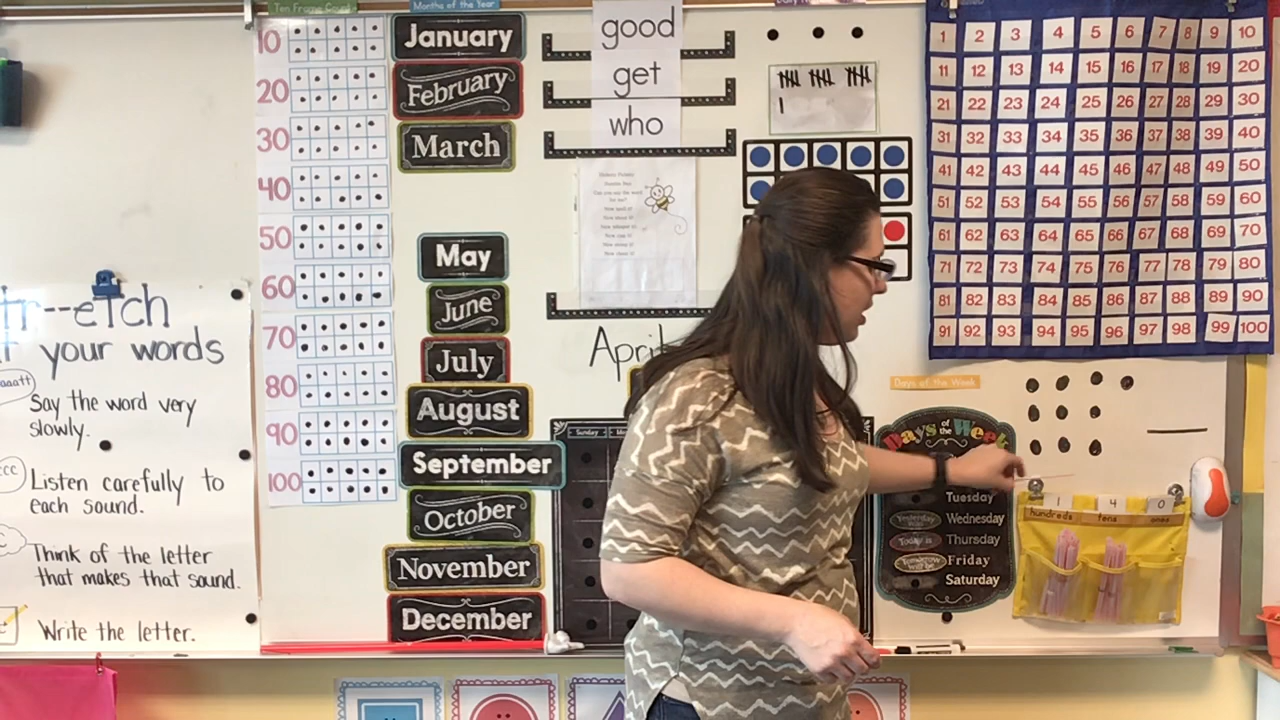 Ten Frame Count
10
20
30
40
50
60
70
80
90
100
Months of the Year
January
February
March
May
June
July
August
September
October
November
December
good
get
who
April
Sunday
tr--etch
your words
Say the word very
slowly.
Listen carefully to
each sound.
Think of the letter
that makes that sound.
Write the letter.
1 2 3 4 5 6 7 8 9 10
11 12 13 14 15 16 17 18 19 20
21 22 23 24 25 26 27 28 29 30
31 32 33 34 35 36 37 38 39 40
41 42 43 44 45 46 47 48 49 50
51 52 53 54 55 56 57 58 59 60
61 62 63 64 65 66 67 68 69 70
71 72 73 74 75 76 77 78 79 80
81 82 83 84 85 86 87 88 89 90
91 92 93 94 95 96 97 98 99 100
Days of the Week
Days of the Week
Tuesday
Yesterday was Wednesday
Today is Thursday
Tomorrow will be Friday
Saturday
1 4 0
hundreds tens ones